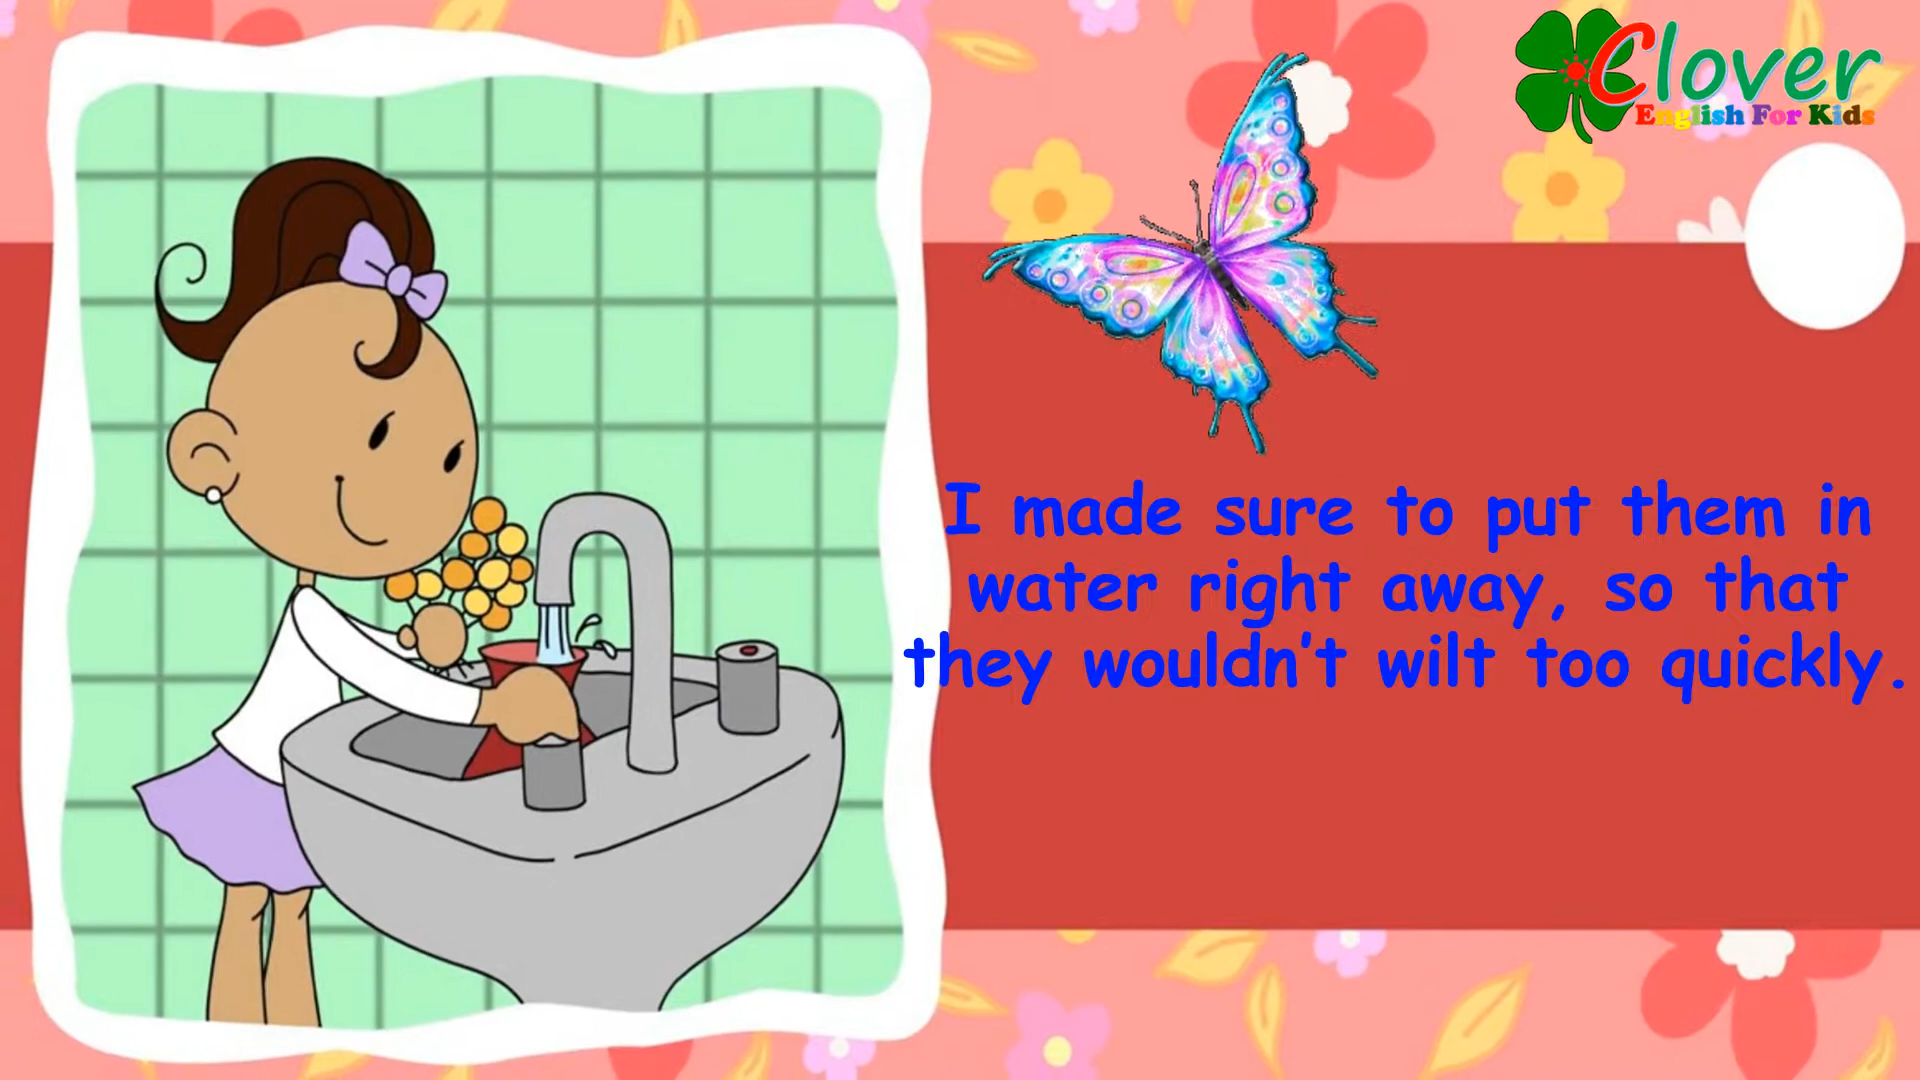 Clover
English For Kids
I made sure to put them in
water right away, so that
they wouldn't wilt too quickly.